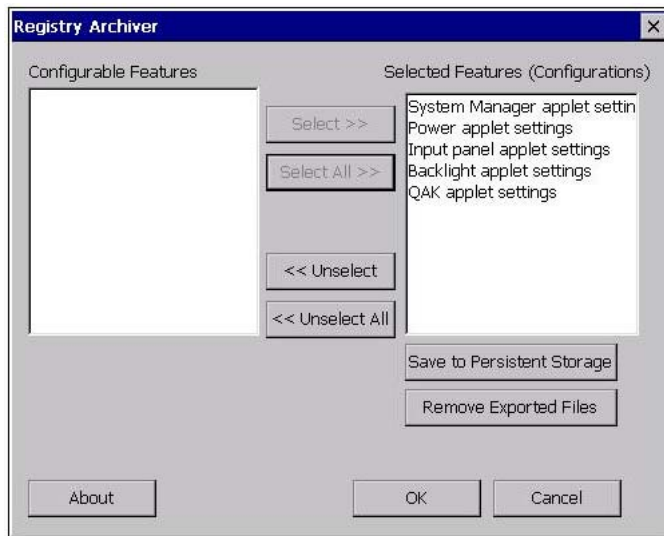 Registry Archiver
Configurable Features
Selected Features (Configurations)
Select >>
Select All >>
<< Unselect
<< Unselect All
System Manager applet settin
Power applet settings
Input panel applet settings
Backlight applet settings
QAK applet settings
Save to Persistent Storage
Remove Exported Files
About
OK
Cancel